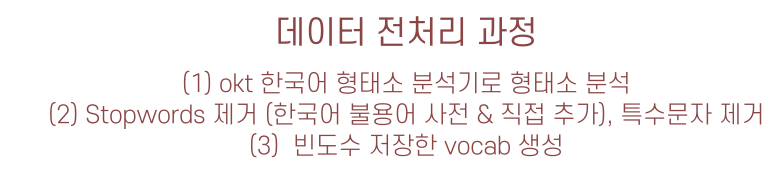 데이터 전처리 과정
(1) okt 한국어 형태소 분석기로 형태소 분석
(2) Stopwords 제거 (한국어 불용어 사전 & 직접 추가), 특수문자 제거
(3) 빈도수 저장한 vocab 생성